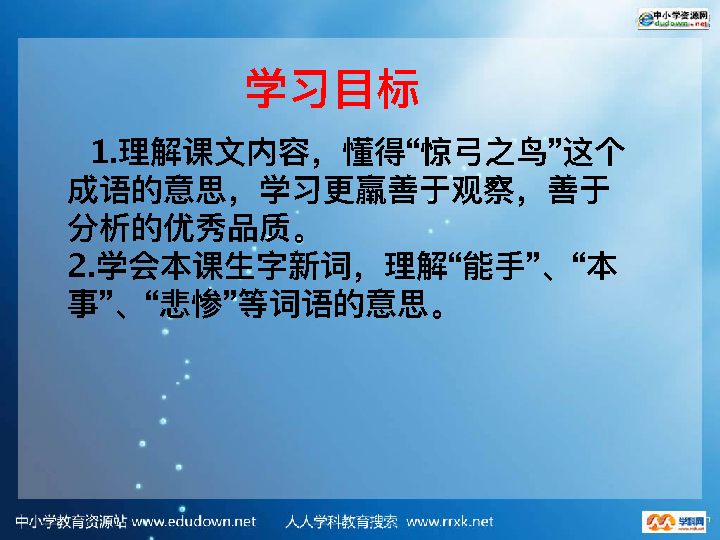 中小学资源网
edudown.net
学习目标
1.理解课文内容，懂得“惊弓之鸟”这个
成语的意思，学习更羸善于观察，善于
分析的优秀品质。
2.学会本课生字新词，理解“能手”、“本
事”、“悲惨”等词语的意思。
中小学教育资源站 www.edudown.net 人人学科教育搜索 www.rrxk.net
学科网